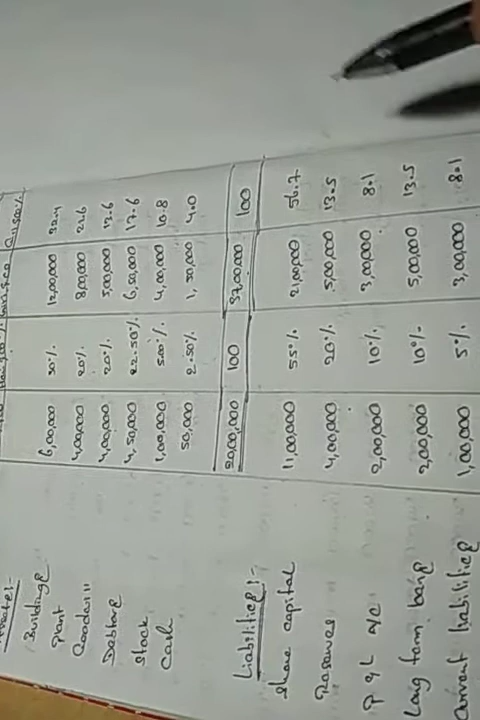 Buildings 6,00,000 30% 12,00,000 32.4
Plant 4,00,000 20% 8,00,000 21.6
Goodwill 4,00,000 20% 5,00,000 13.6
Debtors 4,50,000 22.50% 6,50,000 17.6
Stock 1,00,000 5.00% 4,00,000 10.8
Cash 50,000 2.50% 1,50,000 4.0
20,00,000 100 37,00,000 100
Liabilities:-
Share capital 11,00,000 55% 21,00,000 56.7
Reserves 4,00,000 20% 5,00,000 13.5
P & L A/C 2,00,000 10% 3,00,000 8.1
Long term 2,00,000 10% 5,00,000 13.5
Current liabilities 1,00,000 5% 3,00,000 8.1